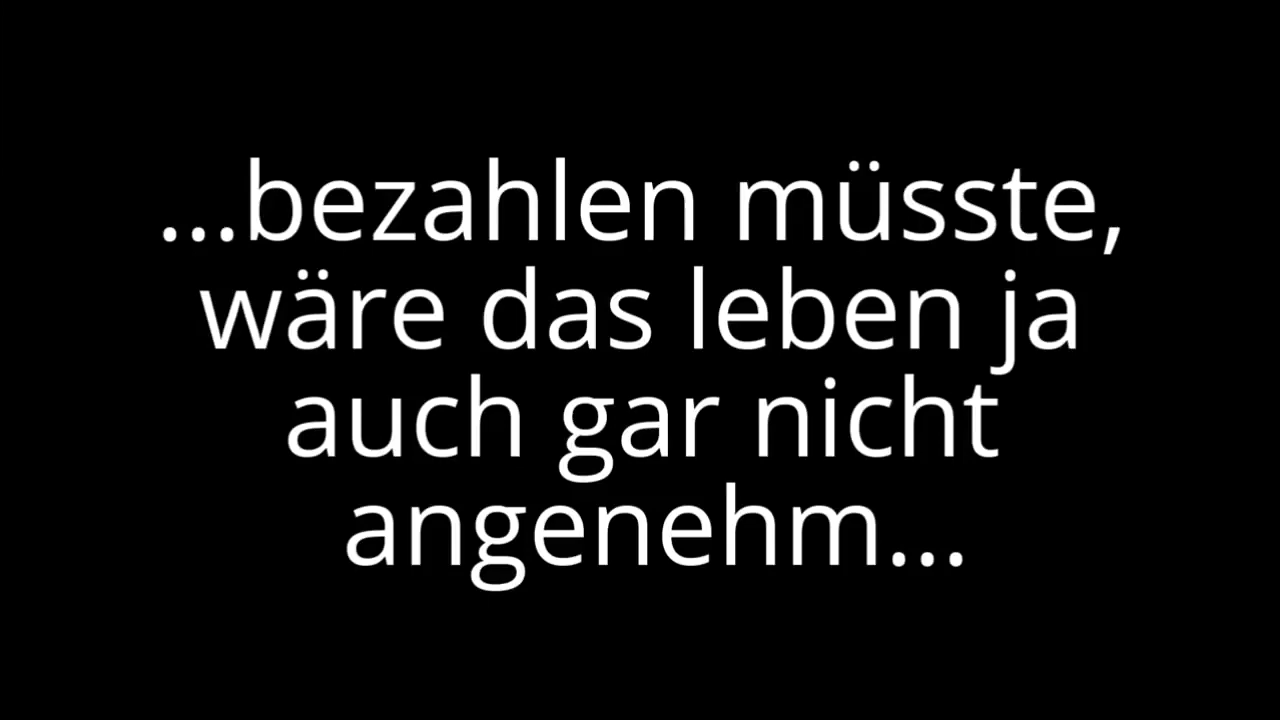 ...bezahlen müsste,
wäre das leben ja
auch gar nicht
angenehm...